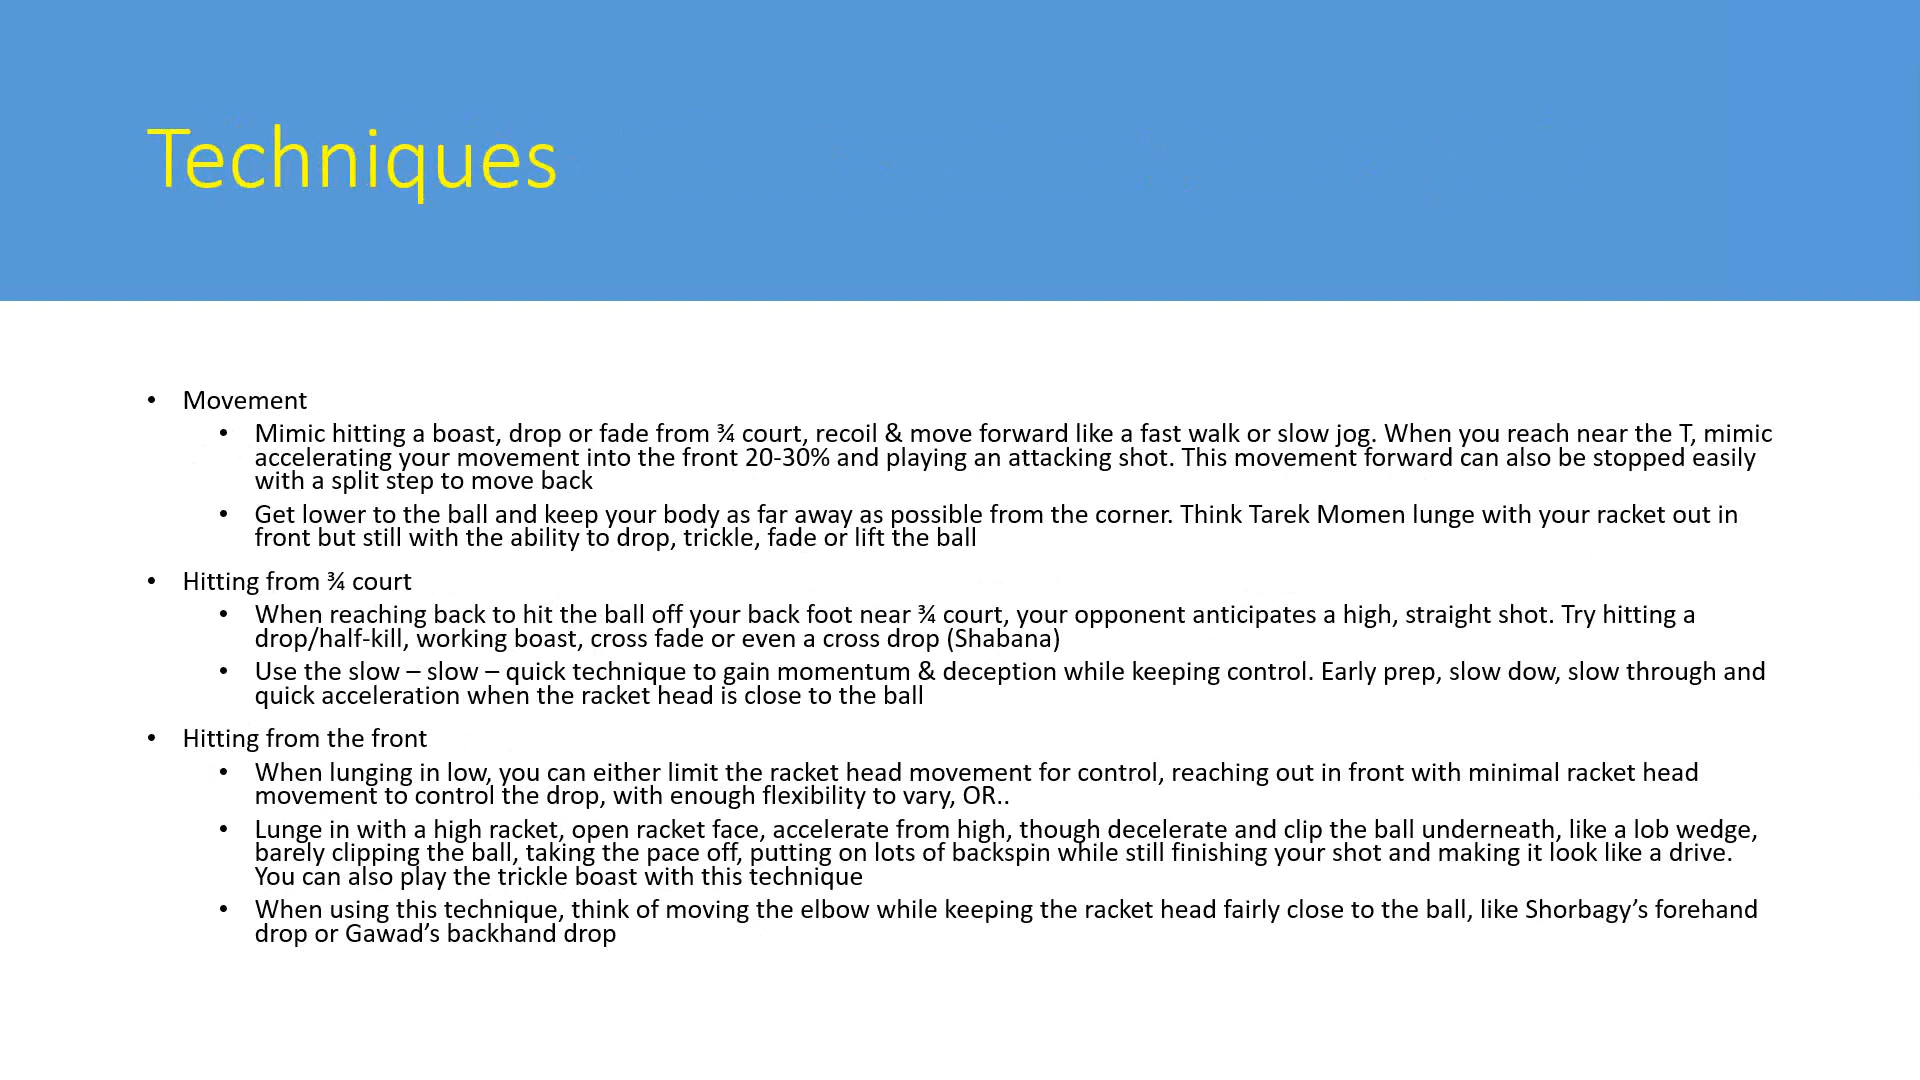 Techniques
• Movement
• Mimic hitting a boast, drop or fade from ¾ court, recoil & move forward like a fast walk or slow jog. When you reach near the T, mimic
accelerating your movement into the front 20-30% and playing an attacking shot. This movement forward can also be stopped easily
with a split step to move back
• Get lower to the ball and keep your body as far away as possible from the corner. Think Tarek Momen lunge with your racket out in
front but still with the ability to drop, trickle, fade or lift the ball
• Hitting from ¾ court
• When reaching back to hit the ball off your back foot near ¾ court, your opponent anticipates a high, straight shot. Try hitting a
drop/half-kill, working boast, cross fade or even a cross drop (Shabana)
• Use the slow – slow – quick technique to gain momentum & deception while keeping control. Early prep, slow dow, slow through and
quick acceleration when the racket head is close to the ball
• Hitting from the front
• When lunging in low, you can either limit the racket head movement for control, reaching out in front with minimal racket head
movement to control the drop, with enough flexibility to vary, OR..
• Lunge in with a high racket, open racket face, accelerate from high, though decelerate and clip the ball underneath, like a lob wedge,
barely clipping the ball, taking the pace off, putting on lots of backspin while still finishing your shot and making it look like a drive.
You can also play the trickle boast with this technique
• When using this technique, think of moving the elbow while keeping the racket head fairly close to the ball, like Shorbagy’s forehand
drop or Gawad’s backhand drop